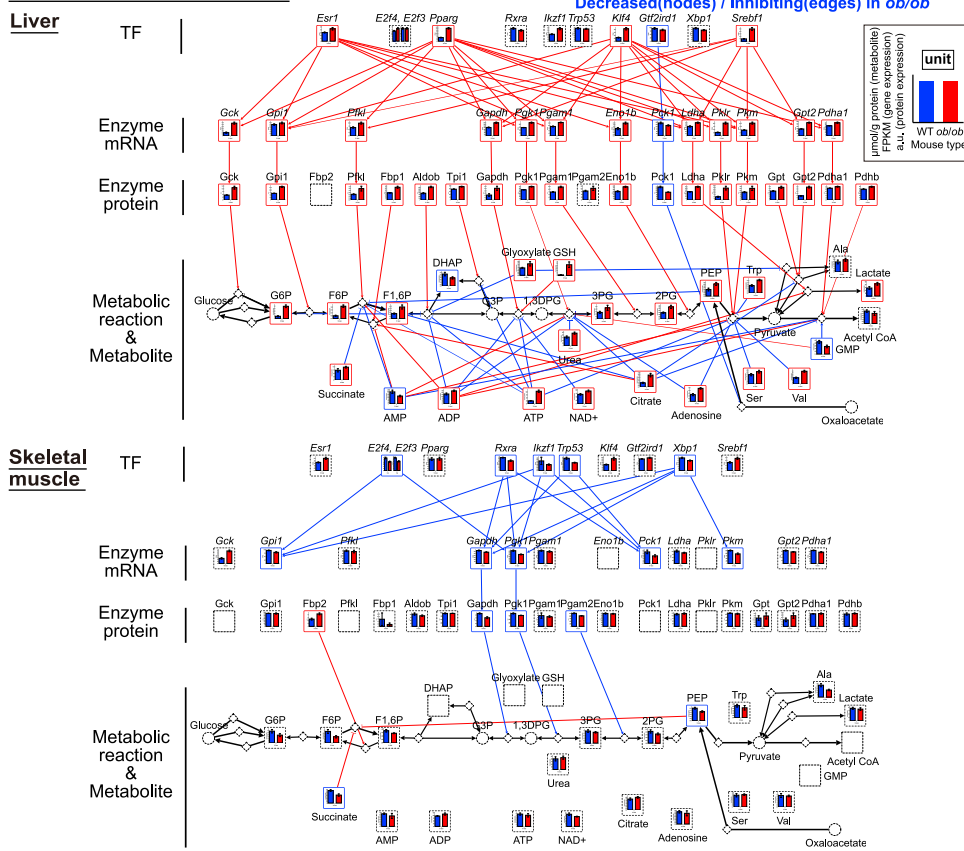 Decreased(nodes) / Inhibiting(edges) in ob/ob
Liver
TF
Esr1 E2f4, E2f3 Pparg Rxra Ikzf1 Trp53 Klf4 Gtf2ird1 Xbp1 Srebf1
unit
µmol/g protein (metabolite)
FPKM (gene expression)
a.u. (protein expression)
WT ob/ob
Mouse type
Enzyme
mRNA
Gck Gpi1 Pfkl Gapdh Pgk1 Pgam1 Eno1b Pck1 Ldha Pklr Pkm Gpt2 Pdha1
Enzyme
protein
Gck Gpi1 Fbp2 Pfkl Fbp1 Aldob Tpi1 Gapdh Pgk1 Pgam1 Pgam2 Eno1b Pck1 Ldha Pklr Pkm Gpt Gpt2 Pdha1 Pdhb
Metabolic
reaction
&
Metabolite
Glucose G6P F6P F1,6P DHAP G3P Glyoxylate GSH 1,3DPG 3PG 2PG PEP Trp Pyruvate Ala Lactate
Acetyl CoA
GMP
Urea
Succinate AMP ADP ATP NAD+ Citrate Adenosine Ser Val Oxaloacetate
Skeletal
muscle
TF
Esr1 E2f4, E2f3 Pparg Rxra Ikzf1 Trp53 Klf4 Gtf2ird1 Xbp1 Srebf1
Enzyme
mRNA
Gck Gpi1 Pfkl Gapdh Pgk1 Pgam1 Eno1b Pck1 Ldha Pklr Pkm Gpt2 Pdha1
Enzyme
protein
Gck Gpi1 Fbp2 Pfkl Fbp1 Aldob Tpi1 Gapdh Pgk1 Pgam1 Pgam2 Eno1b Pck1 Ldha Pklr Pkm Gpt Gpt2 Pdha1 Pdhb
Metabolic
reaction
&
Metabolite
Glucose G6P F6P F1,6P DHAP G3P Glyoxylate GSH 1,3DPG 3PG 2PG PEP Trp Pyruvate Ala Lactate
Acetyl CoA
GMP
Urea
Succinate AMP ADP ATP NAD+ Citrate Adenosine Ser Val Oxaloacetate